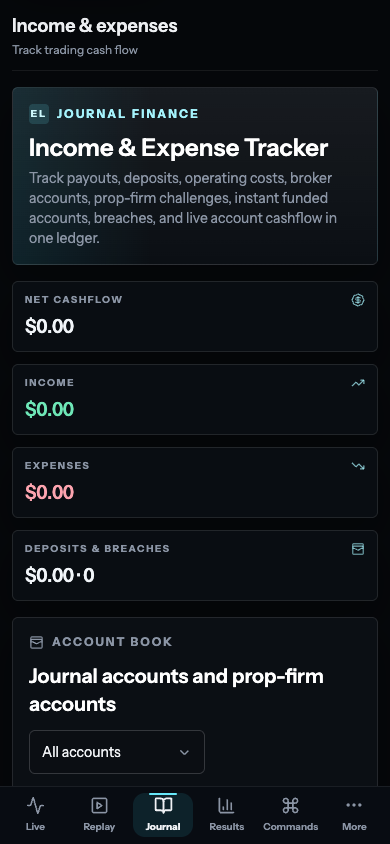 Income & expenses
Track trading cash flow
EL JOURNAL FINANCE
Income & Expense Tracker
Track payouts, deposits, operating costs, broker
accounts, prop-firm challenges, instant funded
accounts, breaches, and live account cashflow in
one ledger.
NET CASHFLOW
$0.00
INCOME
$0.00
EXPENSES
$0.00
DEPOSITS & BREACHES
$0.00 · 0
ACCOUNT BOOK
Journal accounts and prop-firm
accounts
All accounts
Live Replay Journal Results Commands More